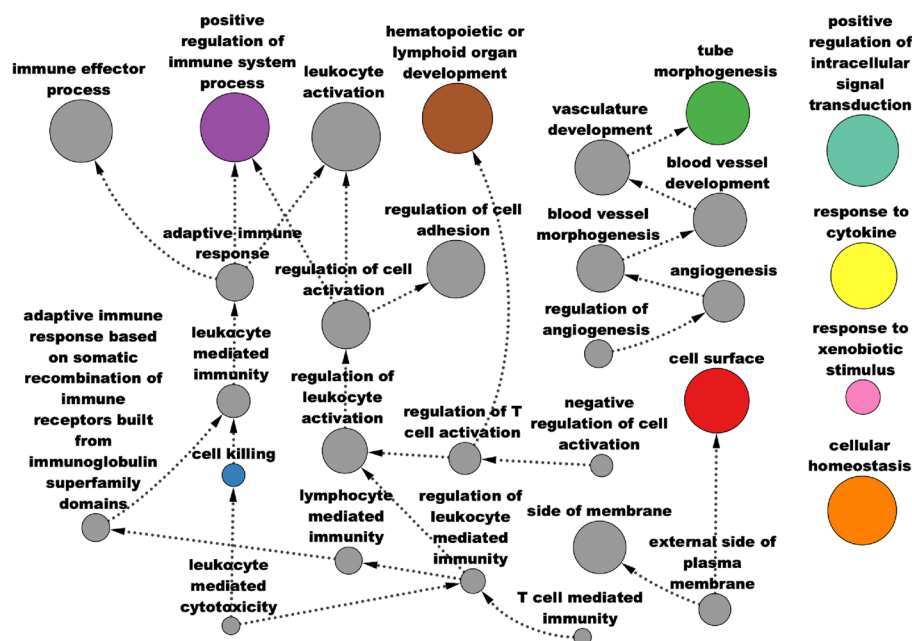 immune effector
process
positive
regulation of
immune system
process
leukocyte
activation
hematopoietic or
lymphoid organ
development
tube
morphogenesis
vasculature
development
blood vessel
development
blood vessel
morphogenesis
angiogenesis
regulation of
angiogenesis
positive
regulation of
intracellular
signal
transduction
response to
cytokine
response to
xenobiotic
stimulus
cellular
homeostasis
adaptive immune
response
regulation of cell
adhesion
regulation of cell
activation
adaptive immune
response based
on somatic
recombination of
immune
receptors built
from
immunoglobulin
superfamily
domains
leukocyte
mediated
immunity
regulation of
leukocyte
activation
regulation of T
cell activation
negative
regulation of cell
activation
cell surface
cell killing
lymphocyte
mediated
immunity
regulation of
leukocyte
mediated
immunity
side of membrane
external side of
plasma
membrane
leukocyte
mediated
cytotoxicity
T cell mediated
immunity